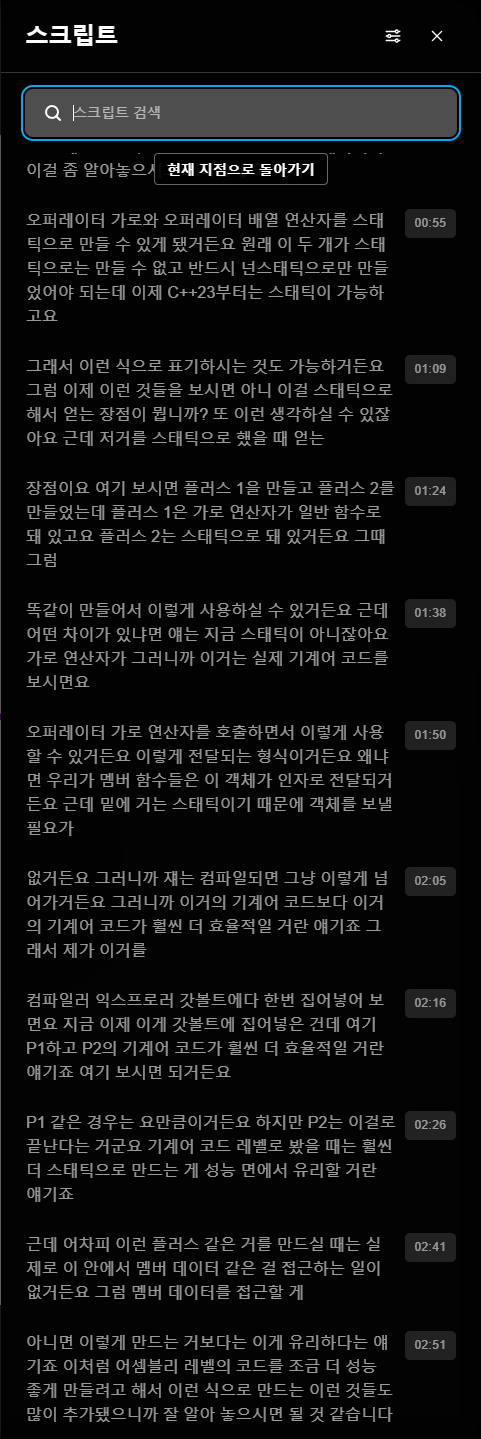 스크립트
스크립트 검색
이걸 좀 알아놓으시
현재 지점으로 돌아가기
오퍼레이터 가로와 오퍼레이터 배열 연산자를 스태
틱으로 만들 수 있게 됐거든요 원래 이 두 개가 스태
틱으로는 만들 수 없고 반드시 넌스태틱으로만 만들
었어야 되는데 이제 C++23부터는 스태틱이 가능하
고요
00:55
그래서 이런 식으로 표기하시는 것도 가능하거든요
그럼 이제 이런 것들을 보시면 아니 이걸 스태틱으로
해서 얻는 장점이 뭡니까? 또 이런 생각하실 수 있잖
아요 근데 저거를 스태틱으로 했을 때 얻는
01:09
장점이요 여기 보시면 플러스 1을 만들고 플러스 2를
만들었는데 플러스 1은 가로 연산자가 일반 함수로
돼 있고요 플러스 2는 스태틱으로 돼 있거든요 그때
그럼
01:24
똑같이 만들어서 이렇게 사용하실 수 있거든요 근데
어떤 차이가 있냐면 얘는 지금 스태틱이 아니잖아요
가로 연산자가 그러니까 이거는 실제 기계어 코드를
보시면요
01:38
오퍼레이터 가로 연산자를 호출하면서 이렇게 사용
할 수 있거든요 이렇게 전달되는 형식이거든요 왜냐
면 우리가 멤버 함수들은 이 객체가 인자로 전달되거
든요 근데 밑에 거는 스태틱이기 때문에 객체를 보낼
필요가
01:50
없거든요 그러니까 쟤는 컴파일되면 그냥 이렇게 넘
어가거든요 그러니까 이거의 기계어 코드보다 이거
의 기계어 코드가 훨씬 더 효율적일 거란 얘기죠 그
래서 제가 이거를
02:05
컴파일러 익스프로러 갓볼트에다 한번 집어넣어 보
면요 지금 이제 이게 갓볼트에 집어넣은 건데 여기
P1하고 P2의 기계어 코드가 훨씬 더 효율적일 거란
얘기죠 여기 보시면 되거든요
02:16
P1 같은 경우는 요만큼이거든요 하지만 P2는 이걸로
끝난다는 거군요 기계어 코드 레벨로 봤을 때는 훨씬
더 스태틱으로 만드는 게 성능 면에서 유리할 거란
얘기죠
02:26
근데 어차피 이런 플러스 같은 거를 만드실 때는 실
제로 이 안에서 멤버 데이터 같은 걸 접근하는 일이
없거든요 그럼 멤버 데이터를 접근할 게
02:41
아니면 이렇게 만드는 거보다는 이게 유리하다는 얘
기죠 이처럼 어셈블리 레벨의 코드를 조금 더 성능
좋게 만들려고 해서 이런 식으로 만드는 이런 것들도
많이 추가됐으니까 잘 알아 놓으시면 될 것 같습니다
02:51